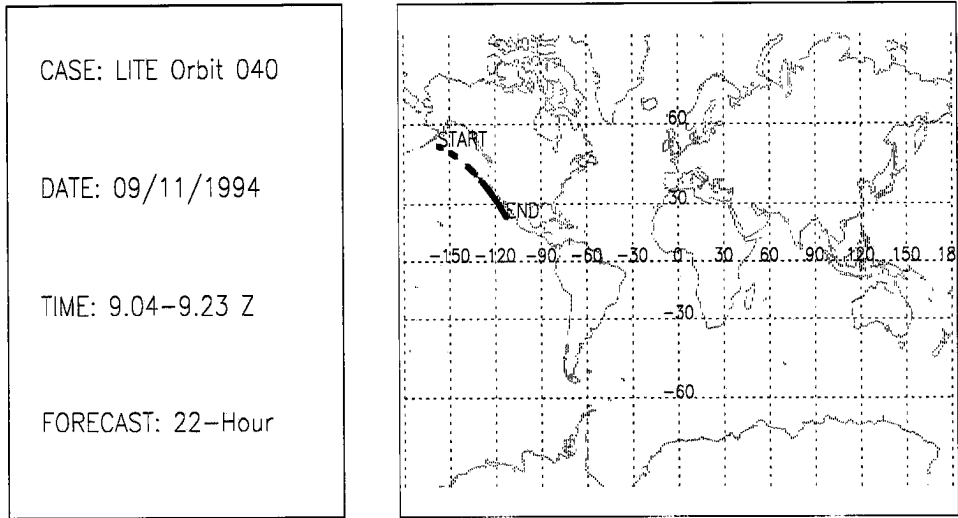 CASE: LITE Orbit 040
DATE: 09/11/1994
TIME: 9.04-9.23 Z
FORECAST: 22-Hour
60
START
30
END
-150 -120 -90 -60 -30 0 30 60 90 120 150 18
-30
-60